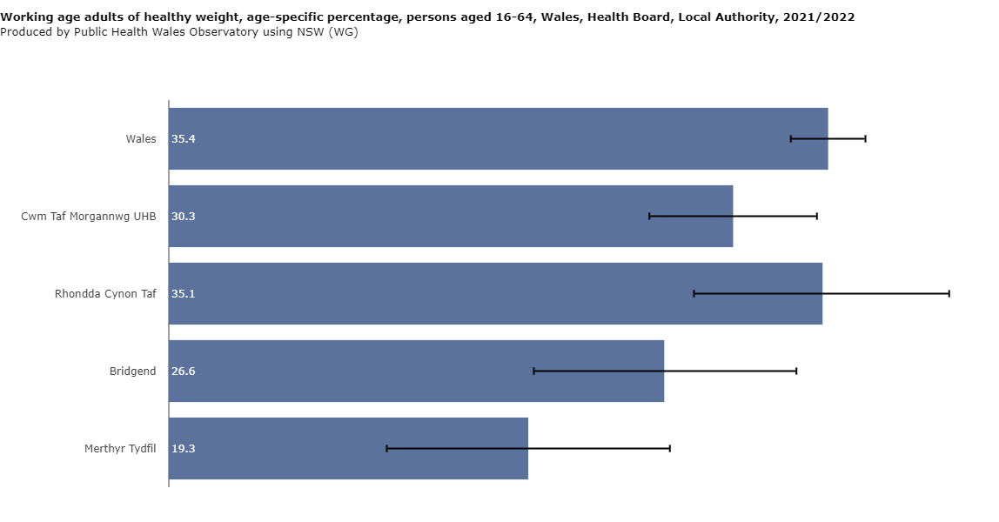 Working age adults of healthy weight, age-specific percentage, persons aged 16-64, Wales, Health Board, Local Authority, 2021/2022
Produced by Public Health Wales Observatory using NSW (WG)
Wales 35.4
Cwm Taf Morgannwg UHB 30.3
Rhondda Cynon Taf 35.1
Bridgend 26.6
Merthyr Tydfil 19.3